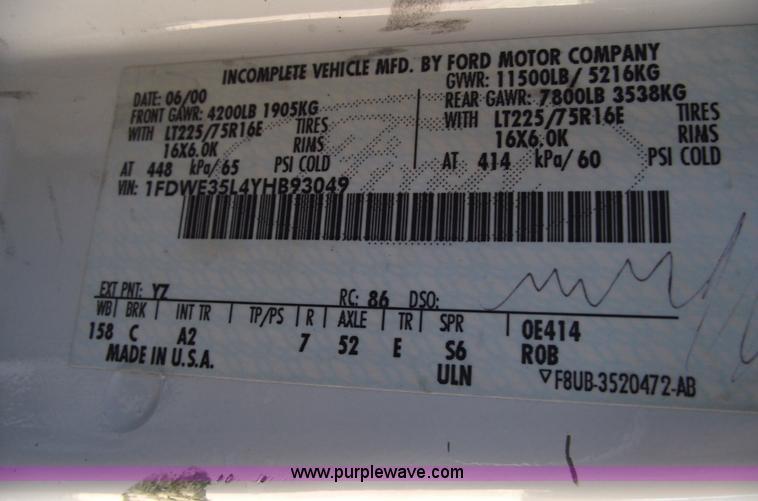 INCOMPLETE VEHICLE MFD. BY FORD MOTOR COMPANY
DATE: 06/00 GVWR: 11500LB/ 5216KG
FRONT GAWR: 4200LB 1905KG REAR GAWR: 7800LB 3538KG
WITH LT225/75R16E TIRES WITH LT225/75R16E TIRES
16X6.0K RIMS 16X6.0K RIMS
AT 448 kPa/ 65 PSI COLD AT 414 kPa/ 60 PSI COLD
VIN: 1FDWE35L4YHB93049
EXT PNT: YZ RC: 86 DSO:
WB BRK INT TR TP/PS R AXLE TR SPR 0E414
158 C A2 7 52 E S6 ROB
MADE IN U.S.A. ULN F8UB-3520472-AB
www.purplewave.com